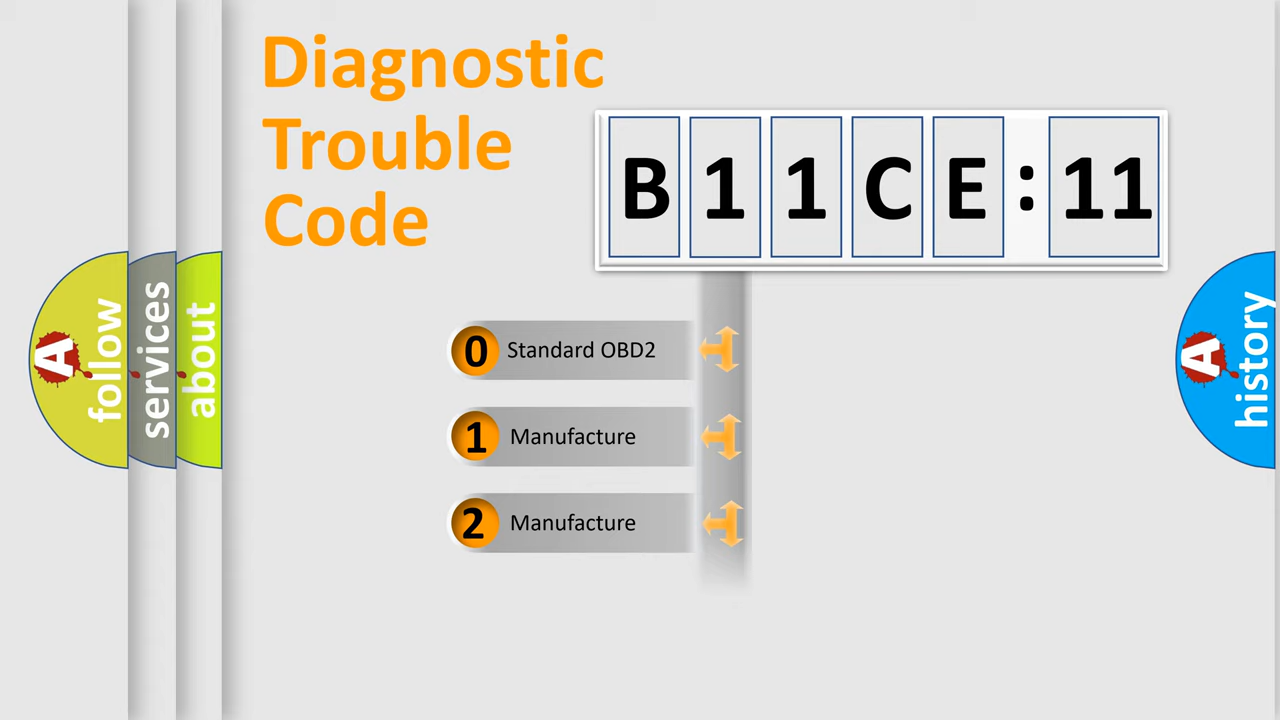 Diagnostic
Trouble
Code
B 1 1 C E : 11
0 Standard OBD2
1 Manufacture
2 Manufacture
A follow
services
about
A history